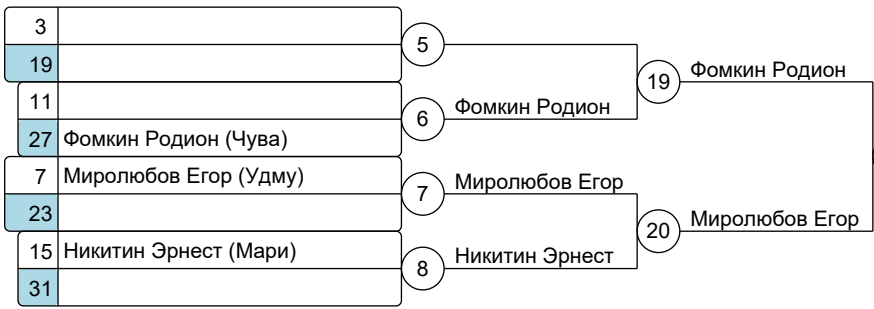 3
5
19
19 Фомкин Родион
11
6 Фомкин Родион
27 Фомкин Родион (Чува)
7 Миролюбов Егор (Удму)
7 Миролюбов Егор
23
20 Миролюбов Егор
15 Никитин Эрнест (Мари)
8 Никитин Эрнест
31